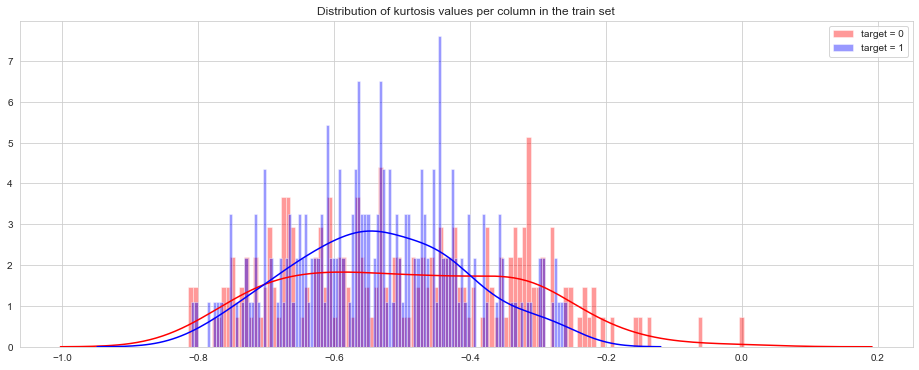 Distribution of kurtosis values per column in the train set
target = 0
target = 1
7
6
5
4
3
2
1
0
−1.0 −0.8 −0.6 −0.4 −0.2 0.0 0.2